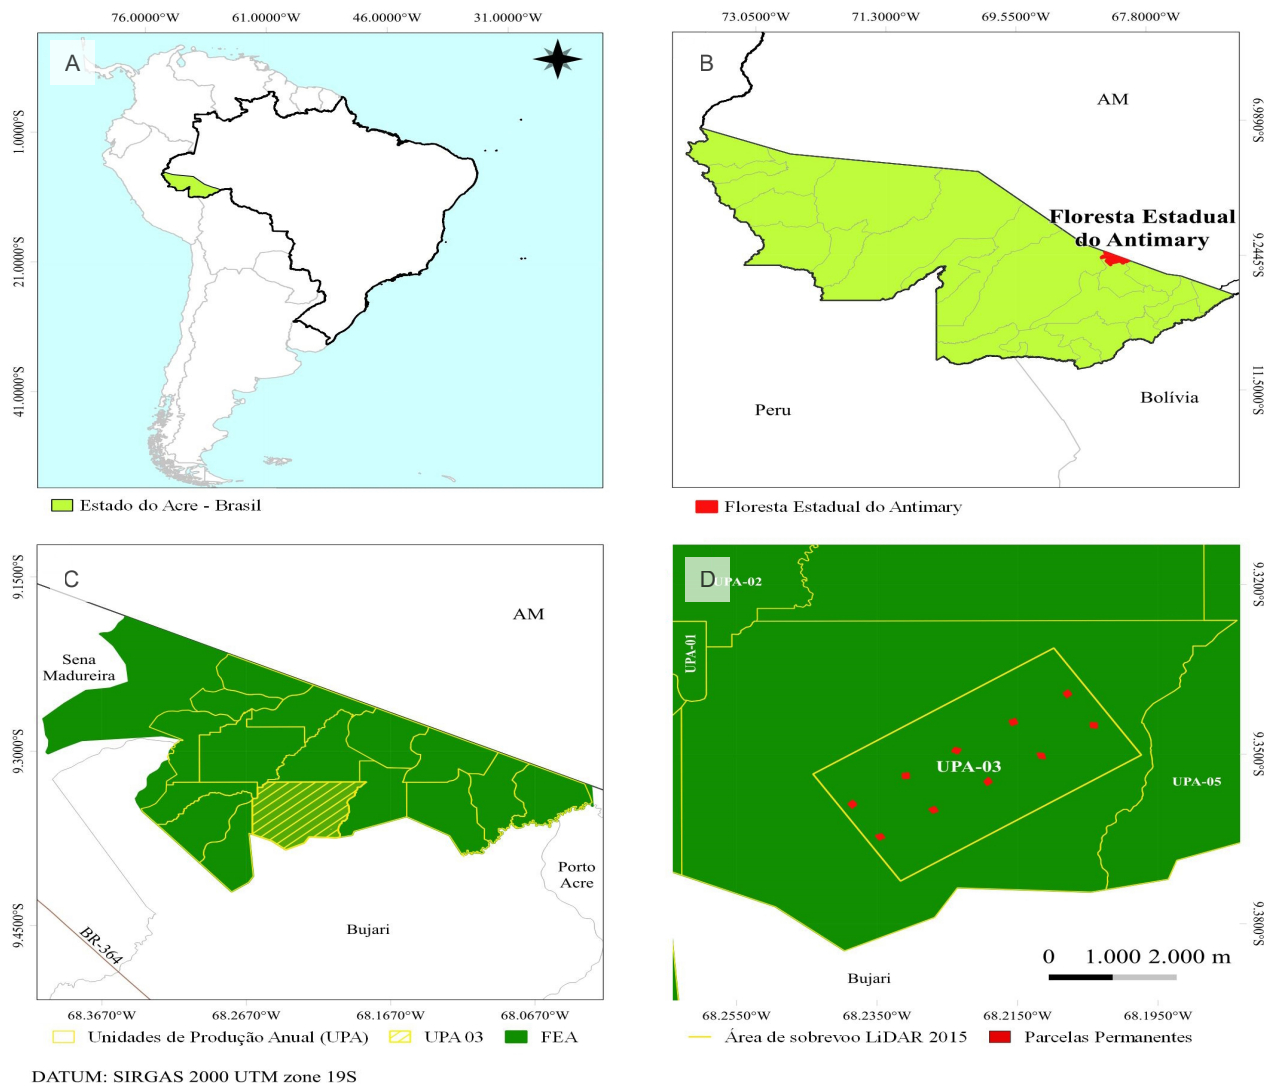 76.0000°W 61.0000°W 46.0000°W 31.0000°W
73.0500°W 71.3000°W 69.5500°W 67.8000°W
A
1.0000°S
21.0000°S
41.0000°S
Estado do Acre - Brasil
B
AM
Floresta Estadual
do Antimary
Peru
Bolívia
6.9890°S
9.2445°S
11.5000°S
Floresta Estadual do Antimary
C
AM
Sena
Madureira
Porto
Acre
Bujari
BR-364
9.1500°S
9.3000°S
9.4500°S
68.3670°W 68.2670°W 68.1670°W 68.0670°W
Unidades de Produção Anual (UPA) UPA 03 FEA
D
UPA-02
UPA-01
UPA-03
UPA-05
Bujari
0 1.000 2.000 m
9.3200°S
9.3500°S
9.3800°S
68.2550°W 68.2350°W 68.2150°W 68.1950°W
Área de sobrevoo LiDAR 2015 Parcelas Permanentes
DATUM: SIRGAS 2000 UTM zone 19S